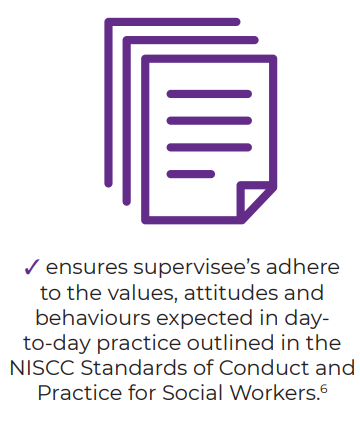 ✓ ensures supervisee’s adhere
to the values, attitudes and
behaviours expected in day-
to-day practice outlined in the
NISCC Standards of Conduct and
Practice for Social Workers.⁶